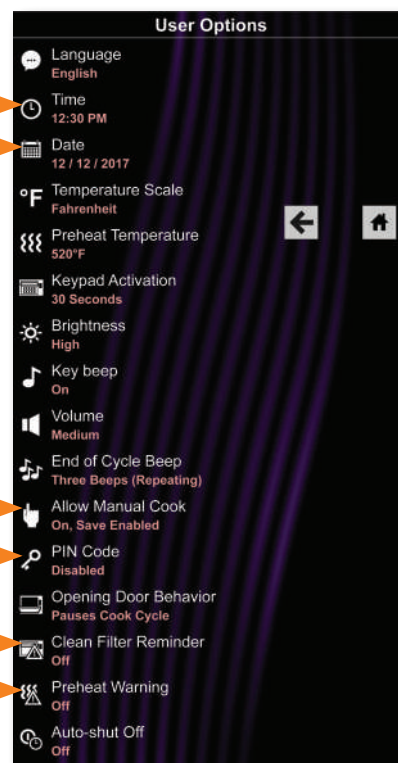 User Options
Language
English
Time
12:30 PM
Date
12 / 12 / 2017
°F
Temperature Scale
Fahrenheit
Preheat Temperature
520°F
Keypad Activation
30 Seconds
Brightness
High
Key beep
On
Volume
Medium
End of Cycle Beep
Three Beeps (Repeating)
Allow Manual Cook
On, Save Enabled
PIN Code
Disabled
Opening Door Behavior
Pauses Cook Cycle
Clean Filter Reminder
Off
Preheat Warning
Off
Auto-shut Off
Off